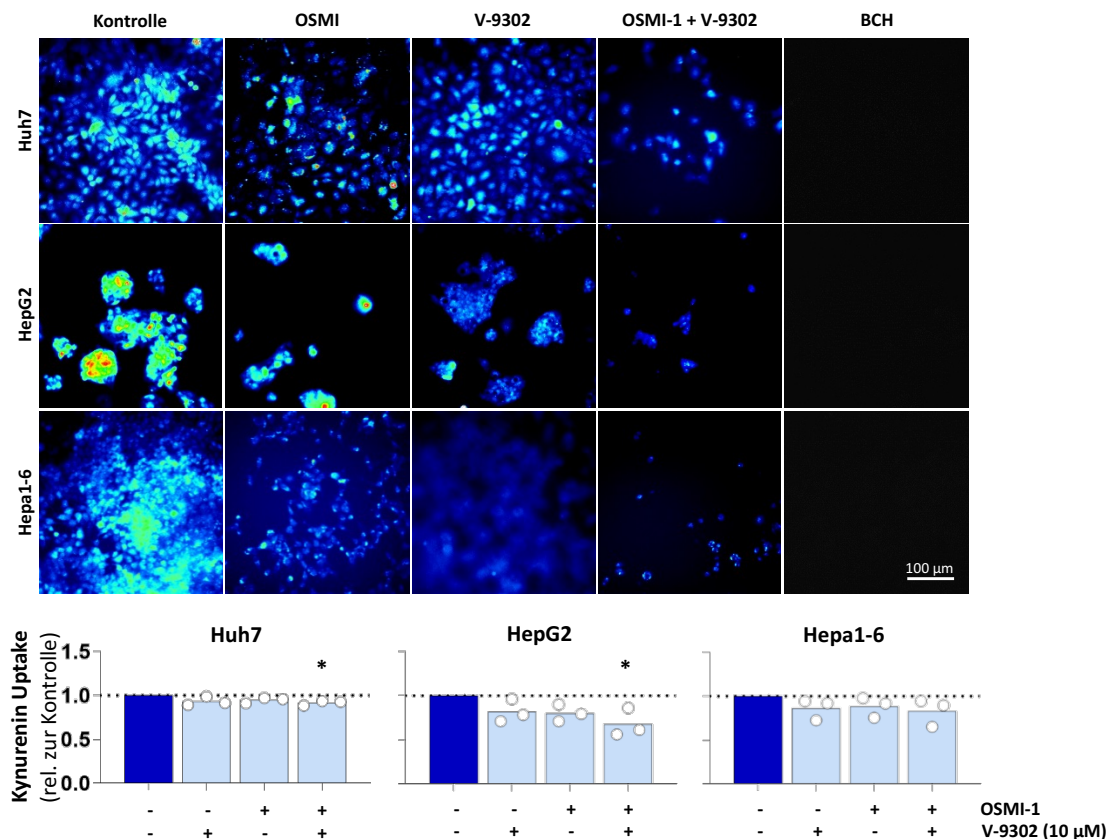 Kontrolle OSMI V-9302 OSMI-1 + V-9302 BCH
Huh7
HepG2
Hepa1-6
100 µm
Huh7 HepG2 Hepa1-6
Kynurenin Uptake
(rel. zur Kontrolle)
1.5
1.0
0.5
0.0
* *
- - + + - - + + - - + + OSMI-1
- + - + - + - + - + - + V-9302 (10 µM)